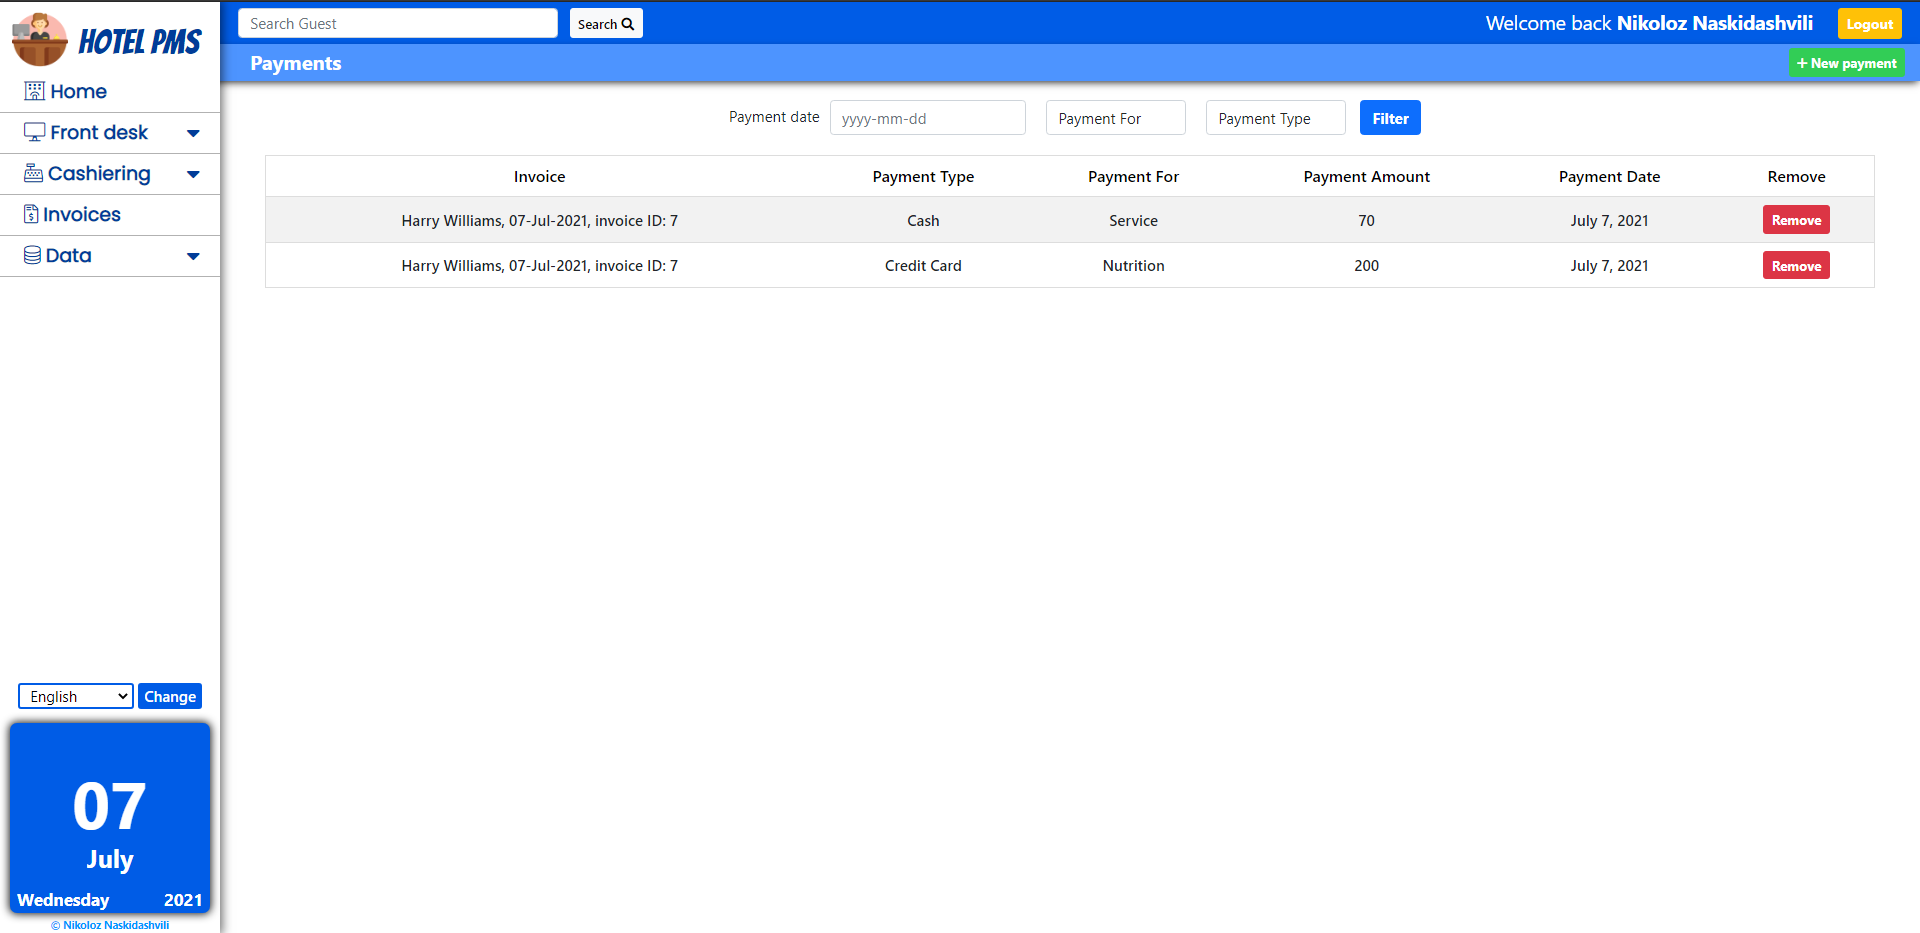 HOTEL PMS
Home
Front desk
Cashiering
Invoices
Data
English
Change
07
July
Wednesday 2021
© Nikoloz Naskidashvili
Search Guest Search Welcome back Nikoloz Naskidashvili Logout
Payments + New payment
Payment date yyyy-mm-dd Payment For Payment Type Filter
Invoice Payment Type Payment For Payment Amount Payment Date Remove
Harry Williams, 07-Jul-2021, invoice ID: 7 Cash Service 70 July 7, 2021 Remove
Harry Williams, 07-Jul-2021, invoice ID: 7 Credit Card Nutrition 200 July 7, 2021 Remove